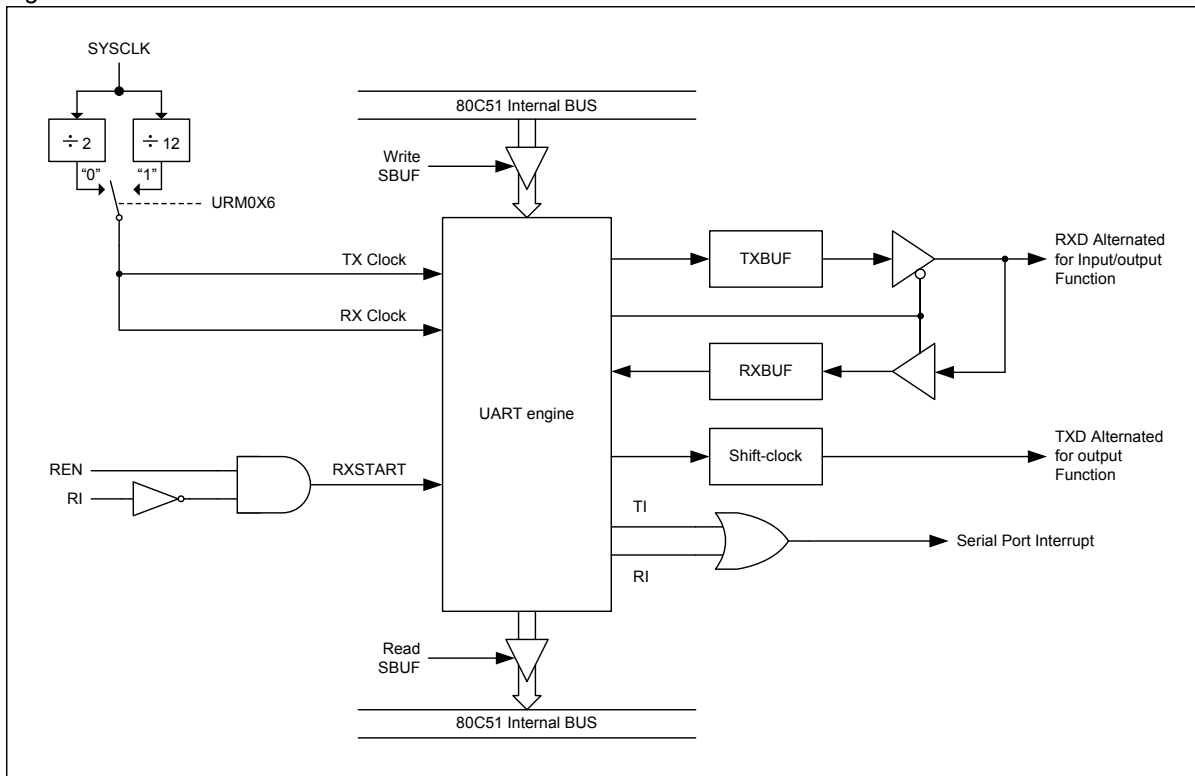 SYSCLK
÷ 2
÷ 12
“0”
“1”
URM0X6
80C51 Internal BUS
Write
SBUF
TX Clock
RX Clock
UART engine
TXBUF
RXD Alternated
for Input/output
Function
RXBUF
Shift-clock
TXD Alternated
for output
Function
REN
RI
RXSTART
TI
RI
Serial Port Interrupt
Read
SBUF
80C51 Internal BUS